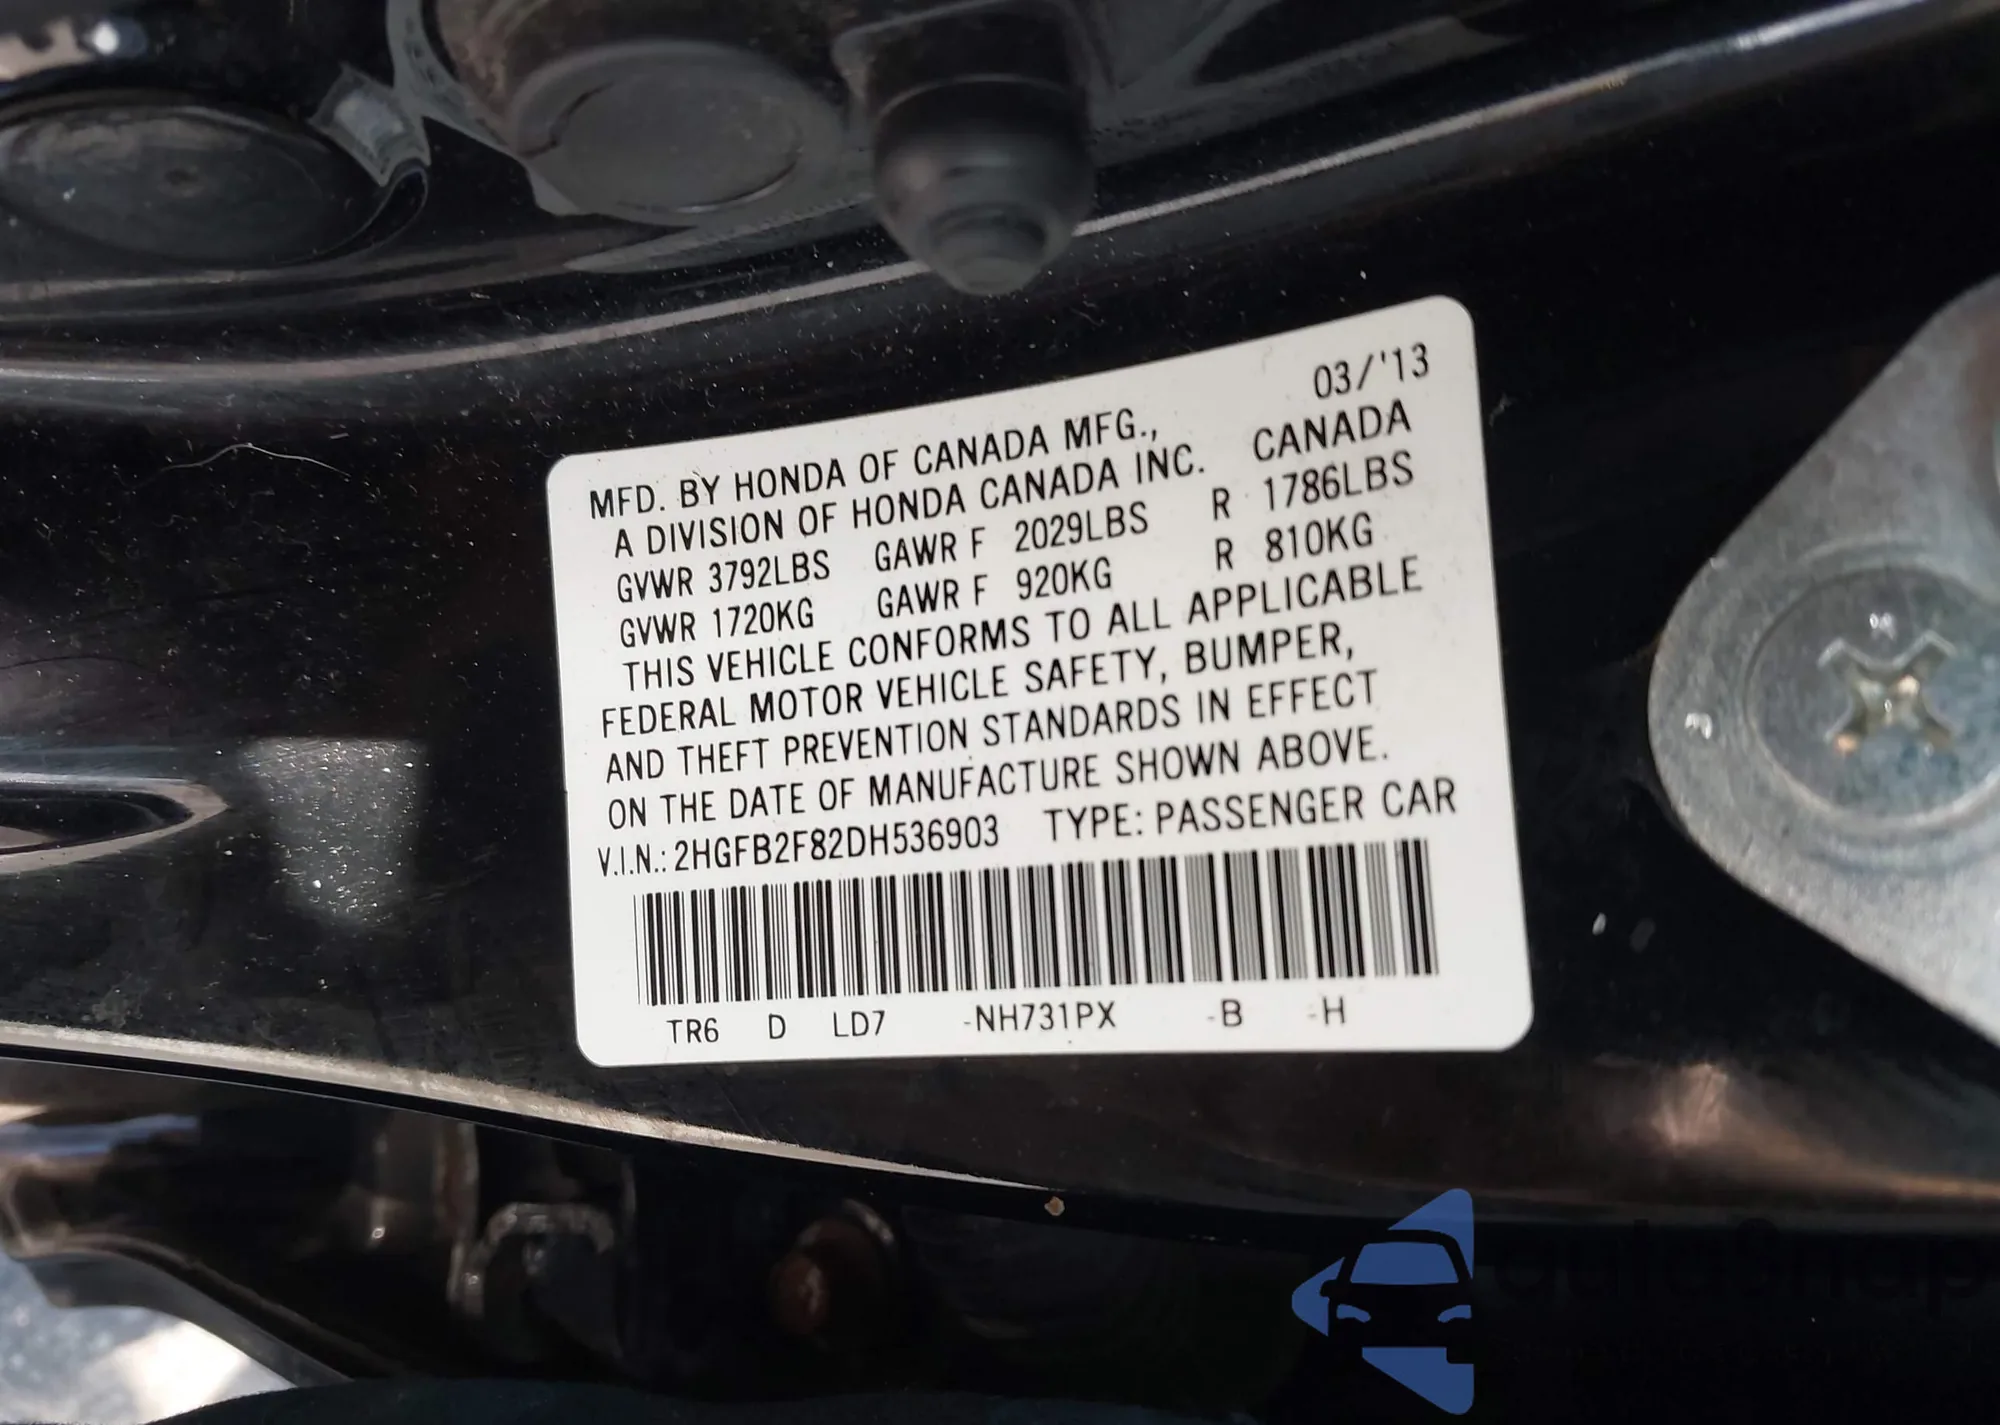 03/'13
MFD. BY HONDA OF CANADA MFG.,
A DIVISION OF HONDA CANADA INC. CANADA
GVWR 3792LBS GAWR F 2029LBS R 1786LBS
GVWR 1720KG GAWR F 920KG R 810KG
THIS VEHICLE CONFORMS TO ALL APPLICABLE
FEDERAL MOTOR VEHICLE SAFETY, BUMPER,
AND THEFT PREVENTION STANDARDS IN EFFECT
ON THE DATE OF MANUFACTURE SHOWN ABOVE.
V.I.N.: 2HGFB2F82DH536903 TYPE: PASSENGER CAR
TR6 D LD7 -NH731PX -B -H